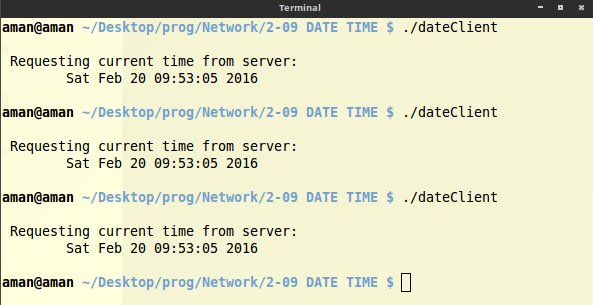 Terminal
aman@aman ~/Desktop/prog/Network/2-09 DATE TIME $ ./dateClient
Requesting current time from server:
Sat Feb 20 09:53:05 2016
aman@aman ~/Desktop/prog/Network/2-09 DATE TIME $ ./dateClient
Requesting current time from server:
Sat Feb 20 09:53:05 2016
aman@aman ~/Desktop/prog/Network/2-09 DATE TIME $ ./dateClient
Requesting current time from server:
Sat Feb 20 09:53:05 2016
aman@aman ~/Desktop/prog/Network/2-09 DATE TIME $